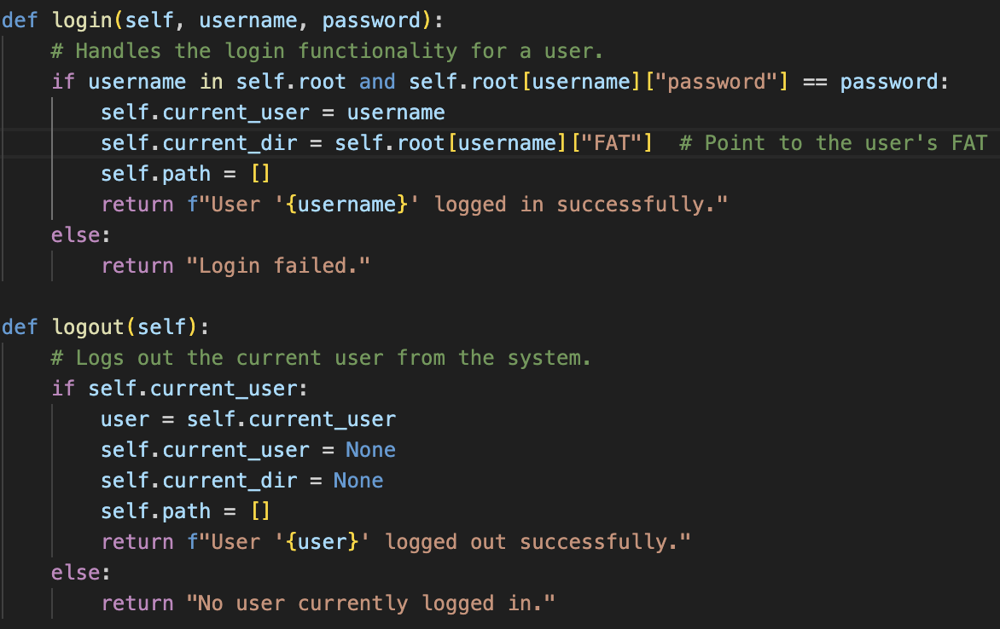 def login(self, username, password):
    # Handles the login functionality for a user.
    if username in self.root and self.root[username]["password"] == password:
        self.current_user = username
        self.current_dir = self.root[username]["FAT"]  # Point to the user's FAT
        self.path = []
        return f"User '{username}' logged in successfully."
    else:
        return "Login failed."

def logout(self):
    # Logs out the current user from the system.
    if self.current_user:
        user = self.current_user
        self.current_user = None
        self.current_dir = None
        self.path = []
        return f"User '{user}' logged out successfully."
    else:
        return "No user currently logged in."